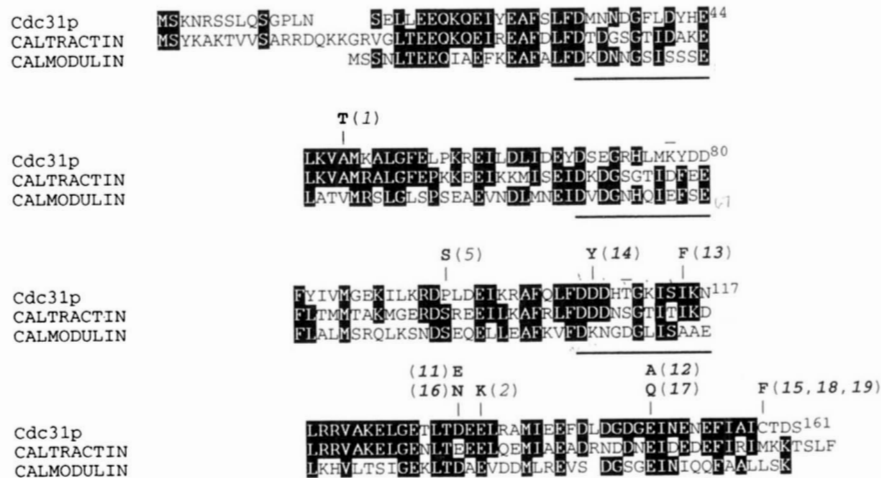 Cdc31p MSKNRSSLQSGPLN SELLEEQKQEIYEAFSLFDMNNDGFLDYHE44
CALTRACTIN MSYKAKTVVSARRDQKKGRVGLTEEQKQEIREAFDLFDTDGSGTIDAKE
CALMODULIN MSSNLTEEQIAEFKEAFALFDKDNNGSISSSE
T(1)
Cdc31p LKVAMKALGFELPKREILDLIDEYDSEGRHLMKYDD80
CALTRACTIN LKVAMRALGFEPKKEEIKKMISEIDKDGSGTIDFEE
CALMODULIN LATVMRSLGLSPSEAEVNDLMNEIDVDGNHQIEFSE
S(5) Y(14) F(13)
Cdc31p FYIVMGEKILKRDPLDEIKRAFQLFDDDHTGKISIKN117
CALTRACTIN FLTMMTAKMGERDSREEILKAFRLFDDDNSGTITIKD
CALMODULIN FLALMSRQLKSNDSEQELLEAFKVFDKNGDGLISAAE
(11) E A(12)
(16) N K(2) Q(17) F(15,18,19)
Cdc31p LRRVAKELGETLTDEELRAMIEEFDLDGDGEINENEFIAICTDS161
CALTRACTIN LRRVAKELGENLTEEELQEMIAEADRNDDNEIDEDEFIRIMKKTSLF
CALMODULIN LKHVLTSIGEKLTDAEVDDMLREVS DGSGEINIQQFAALLSK